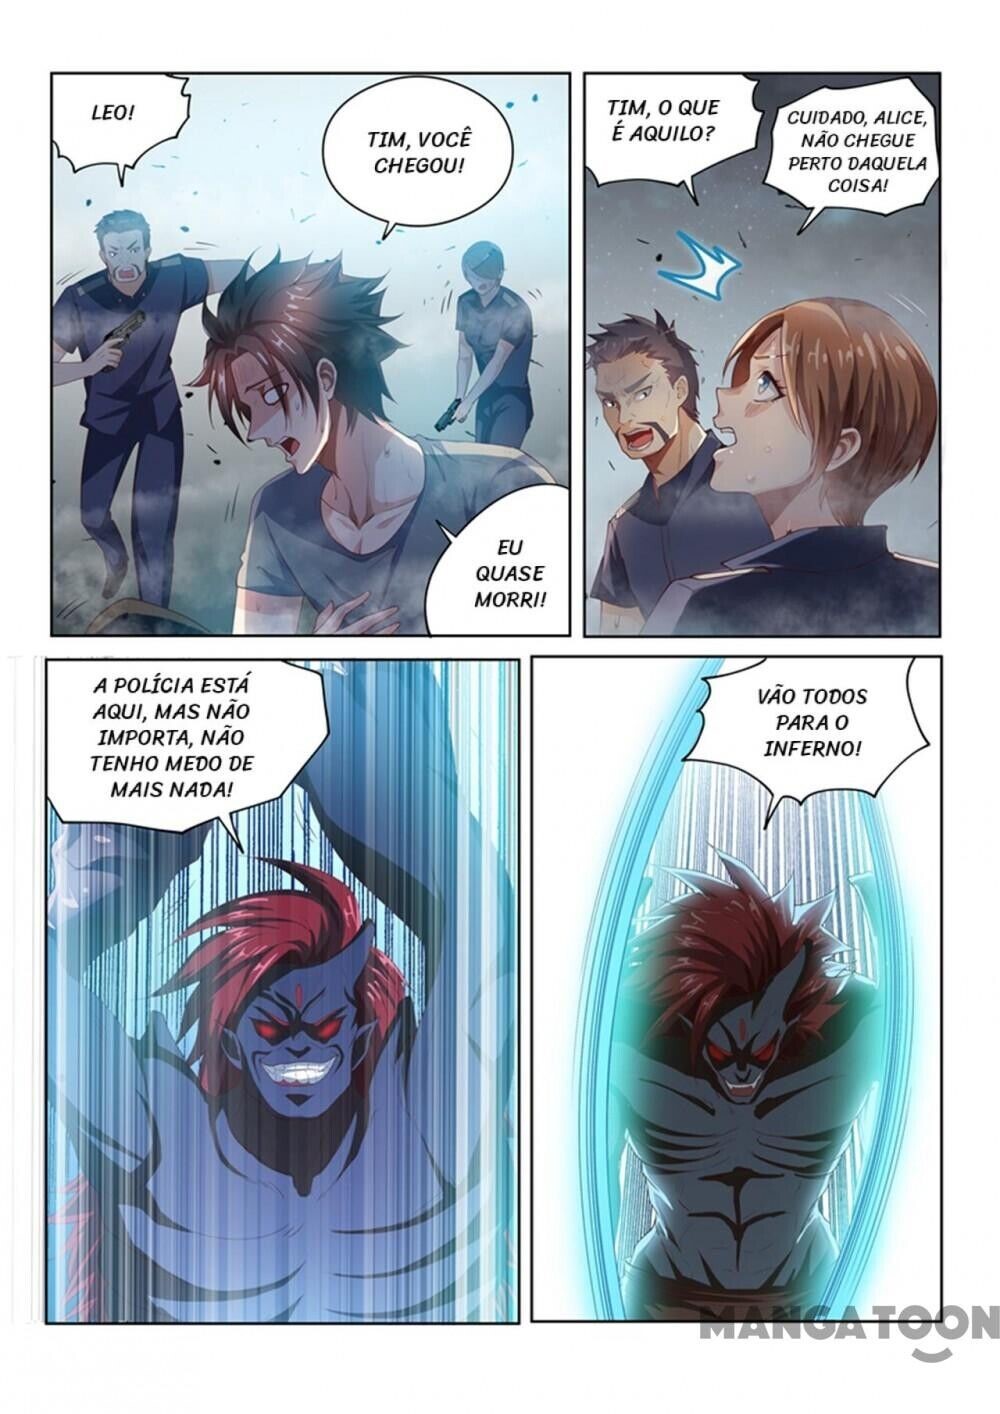 LEO!
TIM, VOCÊ
CHEGOU!
EU
QUASE
MORRI!
TIM, O QUE
É AQUILO?
CUIDADO, ALICE,
NÃO CHEGUE
PERTO DAQUELA
COISA!
A POLÍCIA ESTÁ
AQUI, MAS NÃO
IMPORTA, NÃO
TENHO MEDO DE
MAIS NADA!
VÃO TODOS
PARA O
INFERNO!
MANGATOON